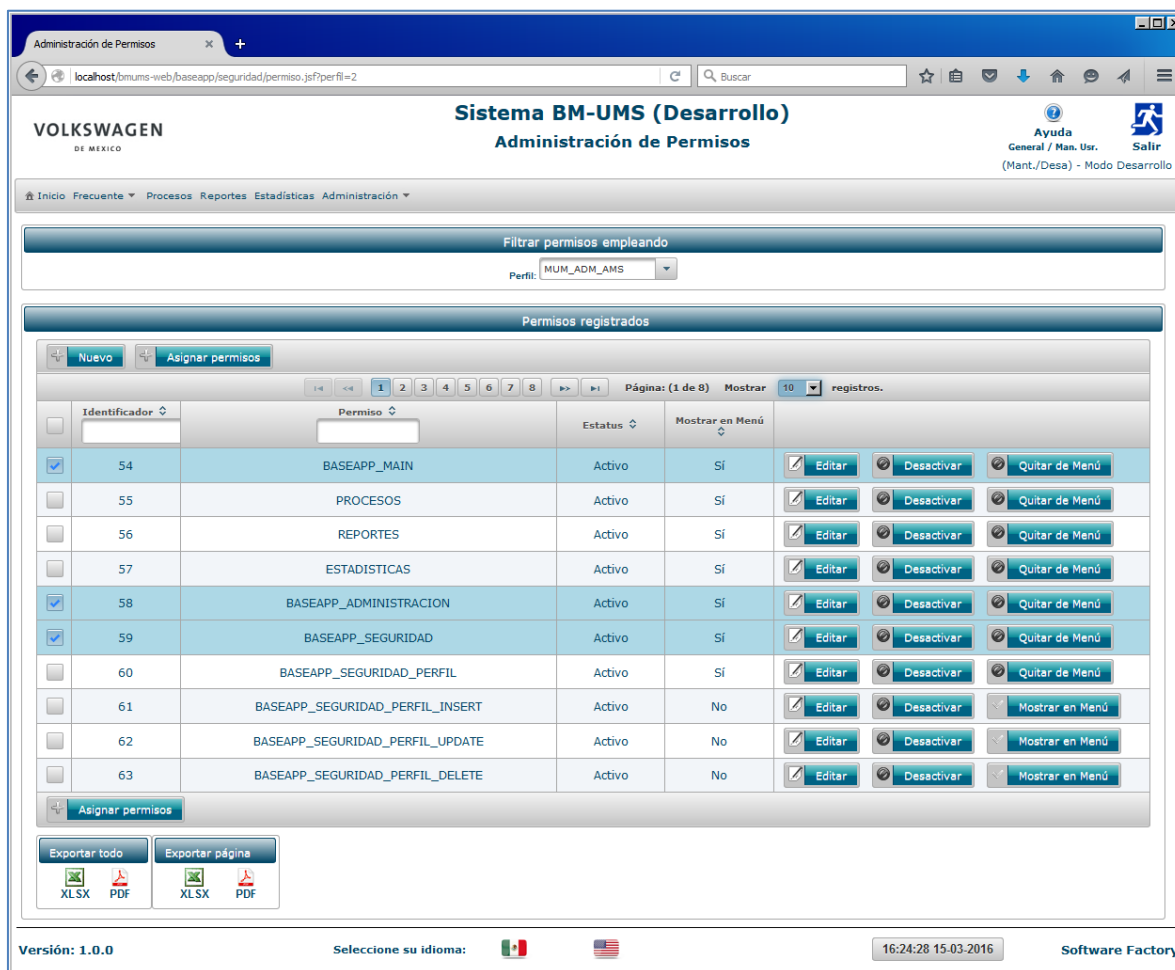 Administración de Permisos
localhost/bmums-web/baseapp/seguridad/permiso.jsf?perfil=2
Buscar
VOLKSWAGEN
DE MEXICO
Sistema BM-UMS (Desarrollo)
Administración de Permisos
Ayuda
General / Man. Usr.
Salir
(Mant./Desa) - Modo Desarrollo
Inicio Frecuente Procesos Reportes Estadísticas Administración
Filtrar permisos empleando
Perfil: MUM_ADM_AMS
Permisos registrados
Nuevo Asignar permisos
1 2 3 4 5 6 7 8 Página: (1 de 8) Mostrar 10 registros.
Identificador Permiso Estatus Mostrar en Menú
54 BASEAPP_MAIN Activo Sí Editar Desactivar Quitar de Menú
55 PROCESOS Activo Sí Editar Desactivar Quitar de Menú
56 REPORTES Activo Sí Editar Desactivar Quitar de Menú
57 ESTADISTICAS Activo Sí Editar Desactivar Quitar de Menú
58 BASEAPP_ADMINISTRACION Activo Sí Editar Desactivar Quitar de Menú
59 BASEAPP_SEGURIDAD Activo Sí Editar Desactivar Quitar de Menú
60 BASEAPP_SEGURIDAD_PERFIL Activo Sí Editar Desactivar Quitar de Menú
61 BASEAPP_SEGURIDAD_PERFIL_INSERT Activo No Editar Desactivar Mostrar en Menú
62 BASEAPP_SEGURIDAD_PERFIL_UPDATE Activo No Editar Desactivar Mostrar en Menú
63 BASEAPP_SEGURIDAD_PERFIL_DELETE Activo No Editar Desactivar Mostrar en Menú
Asignar permisos
Exportar todo Exportar página
XLSX PDF XLSX PDF
Versión: 1.0.0 Seleccione su idioma: 16:24:28 15-03-2016 Software Factory